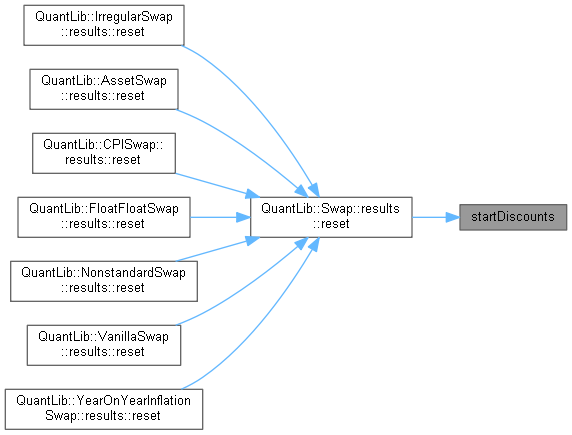 QuantLib::IrregularSwap
::results::reset
QuantLib::AssetSwap
::results::reset
QuantLib::CPISwap::
results::reset
QuantLib::FloatFloatSwap
::results::reset
QuantLib::Swap::results
::reset
startDiscounts
QuantLib::NonstandardSwap
::results::reset
QuantLib::VanillaSwap
::results::reset
QuantLib::YearOnYearInflation
Swap::results::reset